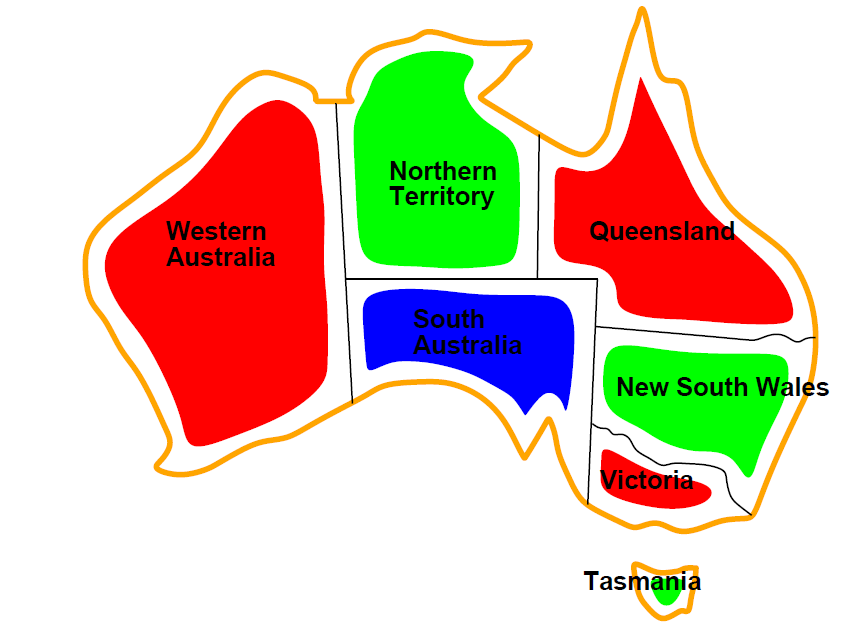 Northern
Territory
Western
Australia
Queensland
South
Australia
New South Wales
Victoria
Tasmania